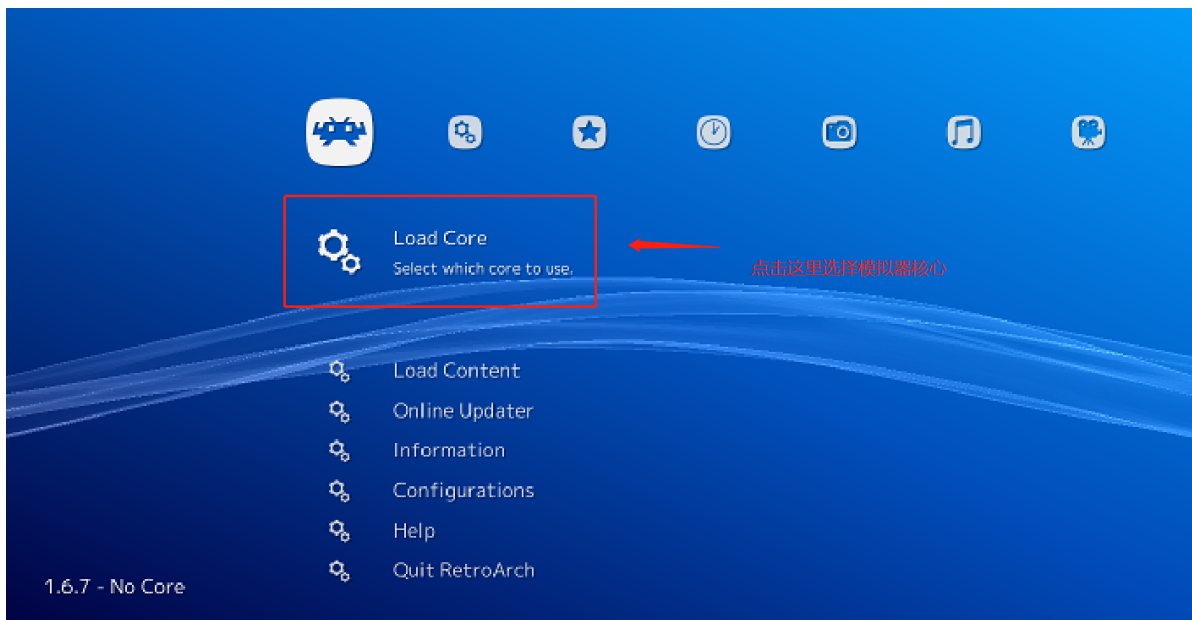 Load Core
Select which core to use.
点击这里选择模拟器核心
Load Content
Online Updater
Information
Configurations
Help
Quit RetroArch
1.6.7 - No Core